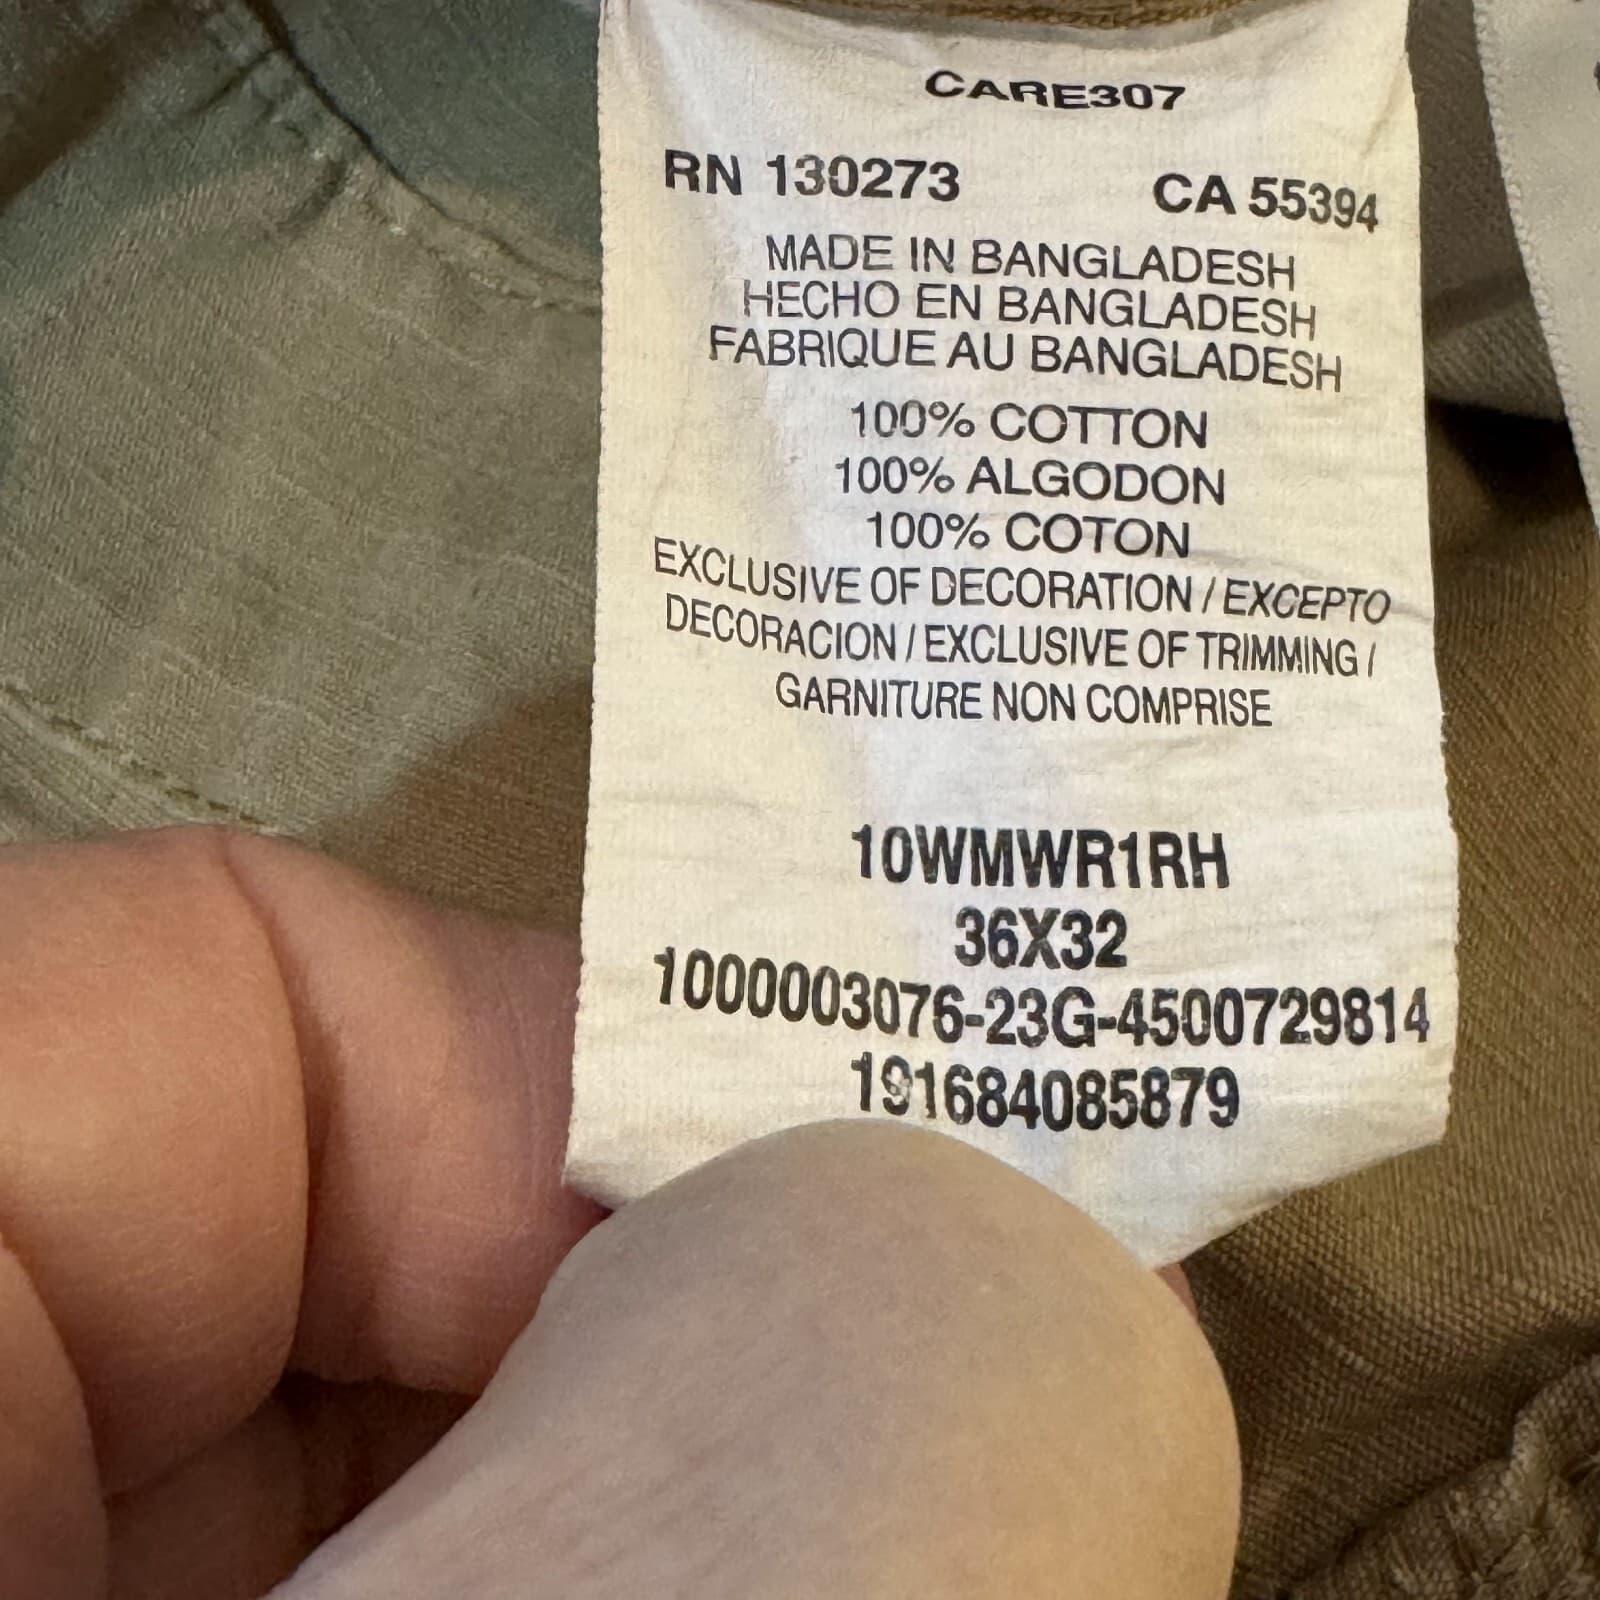 CARE307
RN 130273 CA 55394
MADE IN BANGLADESH
HECHO EN BANGLADESH
FABRIQUE AU BANGLADESH
100% COTTON
100% ALGODON
100% COTON
EXCLUSIVE OF DECORATION / EXCEPTO
DECORACION / EXCLUSIVE OF TRIMMING /
GARNITURE NON COMPRISE
10WMWR1RH
36X32
1000003076-23G-4500729814
191684085879